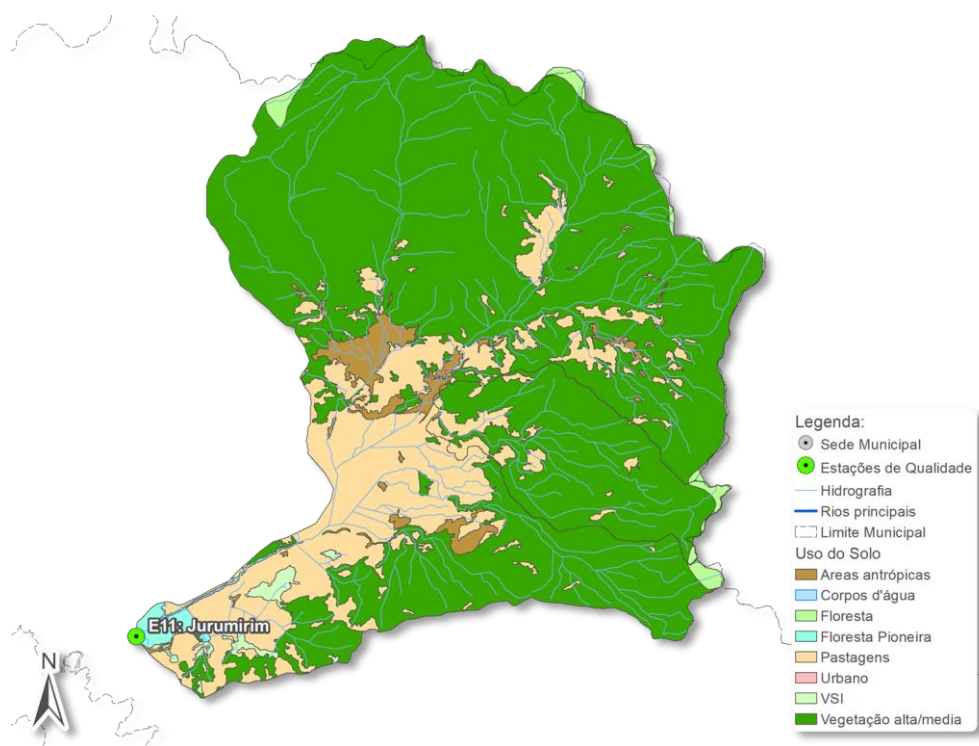 Legenda:
Sede Municipal
Estações de Qualidade
Hidrografia
Rios principais
Limite Municipal
Uso do Solo
Areas antrópicas
Corpos d'água
Floresta
Floresta Pioneira
Pastagens
Urbano
VSI
Vegetação alta/media
E11: Jurumirim
N